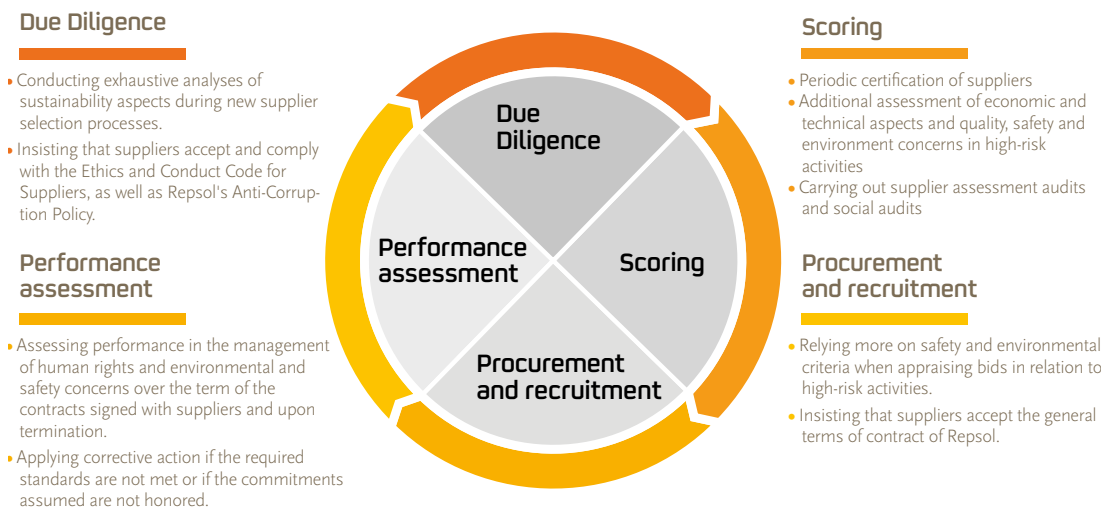 Due Diligence
• Conducting exhaustive analyses of
sustainability aspects during new supplier
selection processes.
• Insisting that suppliers accept and comply
with the Ethics and Conduct Code for
Suppliers, as well as Repsol's Anti-Corrup-
tion Policy.
Performance
assessment
• Assessing performance in the management
of human rights and environmental and
safety concerns over the term of the
contracts signed with suppliers and upon
termination.
• Applying corrective action if the required
standards are not met or if the commitments
assumed are not honored.
Due
Diligence
Performance
assessment
Scoring
Procurement
and recruitment
Scoring
• Periodic certification of suppliers
• Additional assessment of economic and
technical aspects and quality, safety and
environment concerns in high-risk
activities
• Carrying out supplier assessment audits
and social audits
Procurement
and recruitment
• Relying more on safety and environmental
criteria when appraising bids in relation to
high-risk activities.
• Insisting that suppliers accept the general
terms of contract of Repsol.